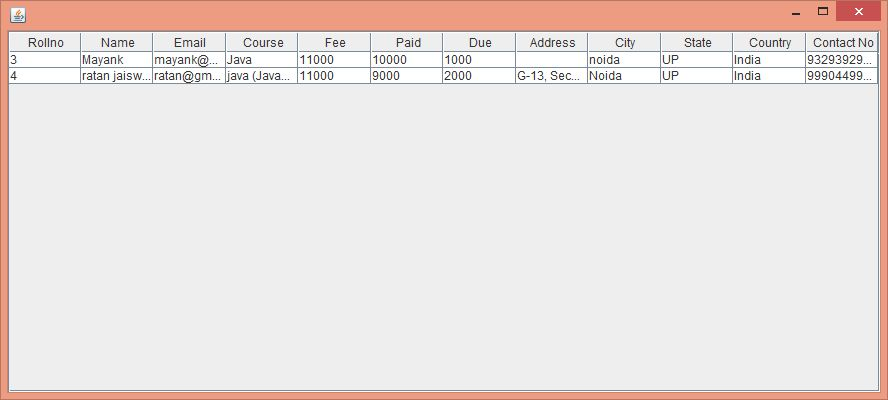 Rollno Name Email Course Fee Paid Due Address City State Country Contact No
3 Mayank mayank@... Java 11000 10000 1000 noida UP India 93293929...
4 ratan jaisw... ratan@gm... java (Java... 11000 9000 2000 G-13, Sec... Noida UP India 99904499...